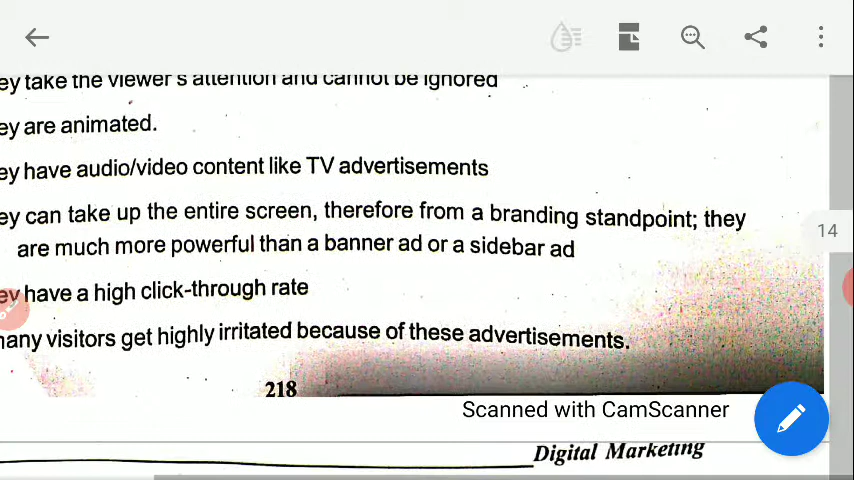 ey take the viewer's attention and cannot be ignored
ey are animated.
ey have audio/video content like TV advertisements
ey can take up the entire screen, therefore from a branding standpoint; they
are much more powerful than a banner ad or a sidebar ad
14
ey have a high click-through rate
any visitors get highly irritated because of these advertisements.
218
Scanned with CamScanner
Digital Marketing